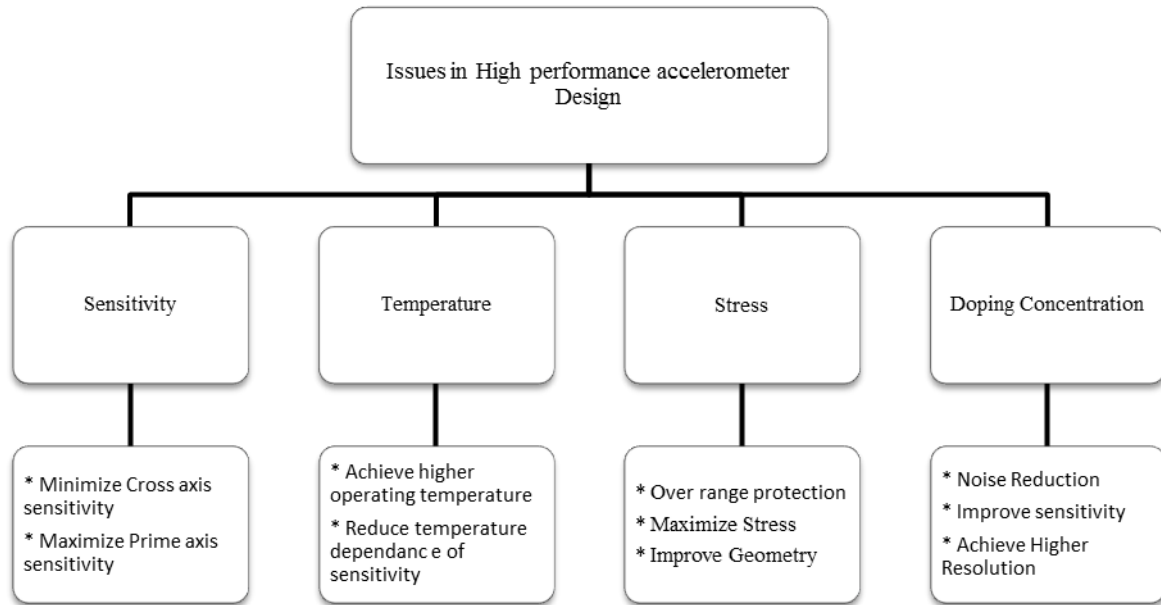 Issues in High performance accelerometer
Design
Sensitivity
Temperature
Stress
Doping Concentration
* Minimize Cross axis
sensitivity
* Maximize Prime axis
sensitivity
* Achieve higher
operating temperature
* Reduce temperature
dependanc e of
sensitivity
* Over range protection
* Maximize Stress
* Improve Geometry
* Noise Reduction
* Improve sensitivity
* Achieve Higher
Resolution